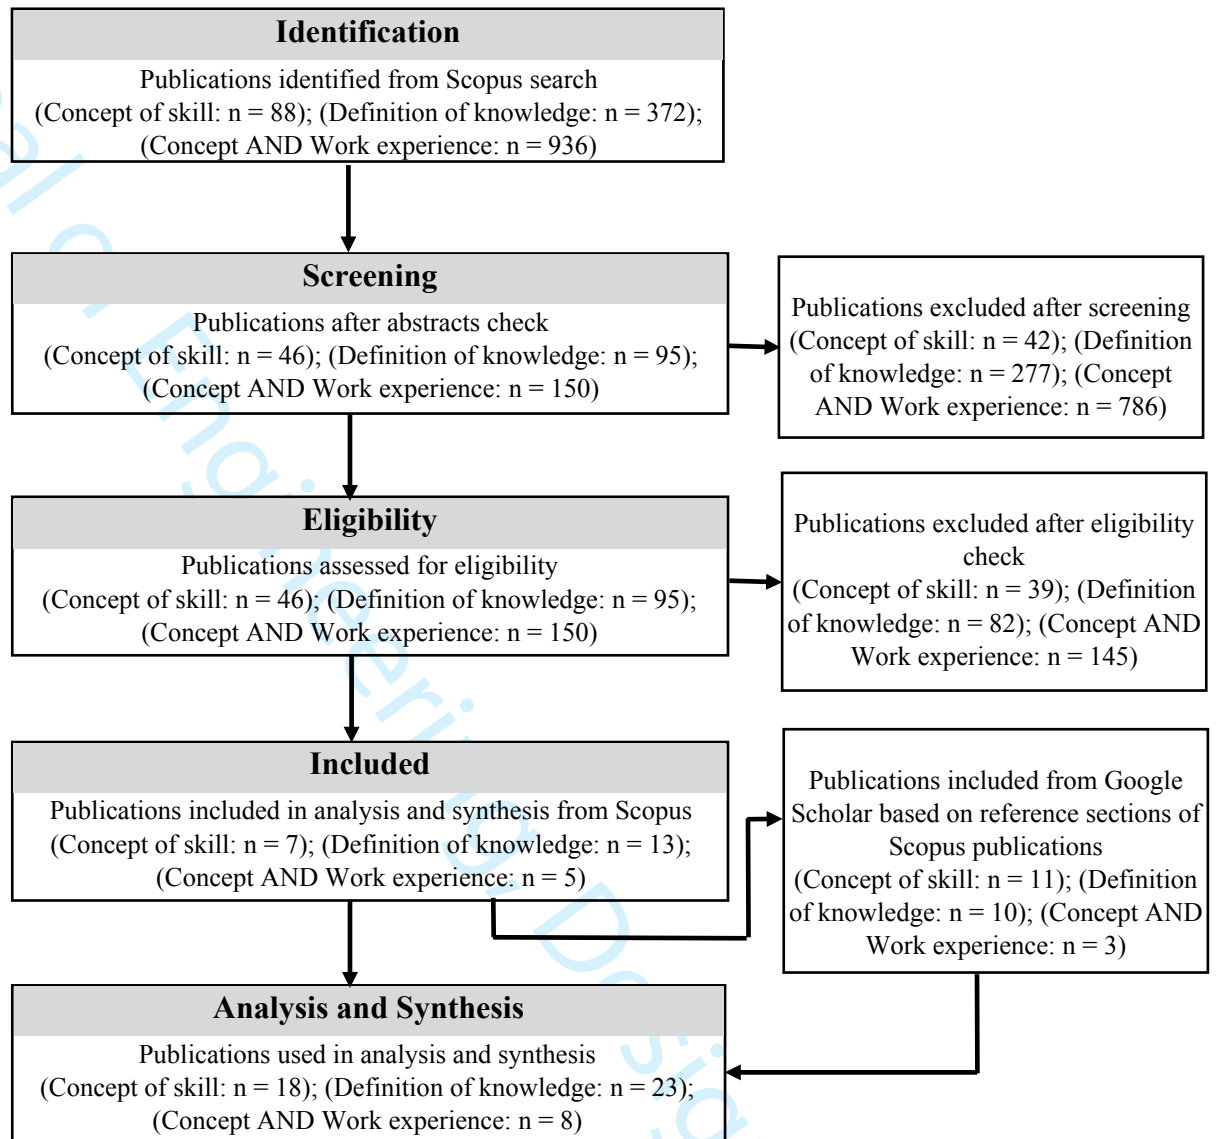 Identification
Publications identified from Scopus search
(Concept of skill: n = 88); (Definition of knowledge: n = 372);
(Concept AND Work experience: n = 936)
Screening
Publications after abstracts check
(Concept of skill: n = 46); (Definition of knowledge: n = 95);
(Concept AND Work experience: n = 150)
Publications excluded after screening
(Concept of skill: n = 42); (Definition
of knowledge: n = 277); (Concept
AND Work experience: n = 786)
Eligibility
Publications assessed for eligibility
(Concept of skill: n = 46); (Definition of knowledge: n = 95);
(Concept AND Work experience: n = 150)
Publications excluded after eligibility
check
(Concept of skill: n = 39); (Definition
of knowledge: n = 82); (Concept AND
Work experience: n = 145)
Included
Publications included in analysis and synthesis from Scopus
(Concept of skill: n = 7); (Definition of knowledge: n = 13);
(Concept AND Work experience: n = 5)
Publications included from Google
Scholar based on reference sections of
Scopus publications
(Concept of skill: n = 11); (Definition
of knowledge: n = 10); (Concept AND
Work experience: n = 3)
Analysis and Synthesis
Publications used in analysis and synthesis
(Concept of skill: n = 18); (Definition of knowledge: n = 23);
(Concept AND Work experience: n = 8)
of Engineering,